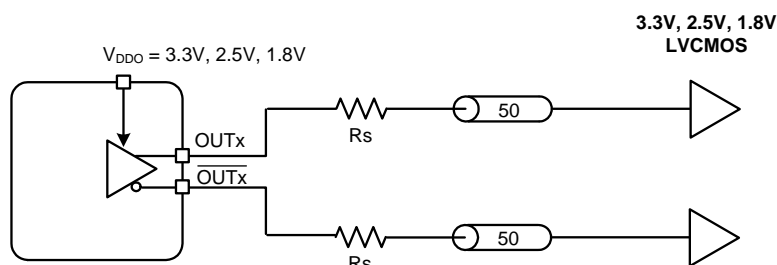 3.3V, 2.5V, 1.8V
LVCMOS
VDDO = 3.3V, 2.5V, 1.8V
OUTx
Rs
50
OUTx
Rs
50